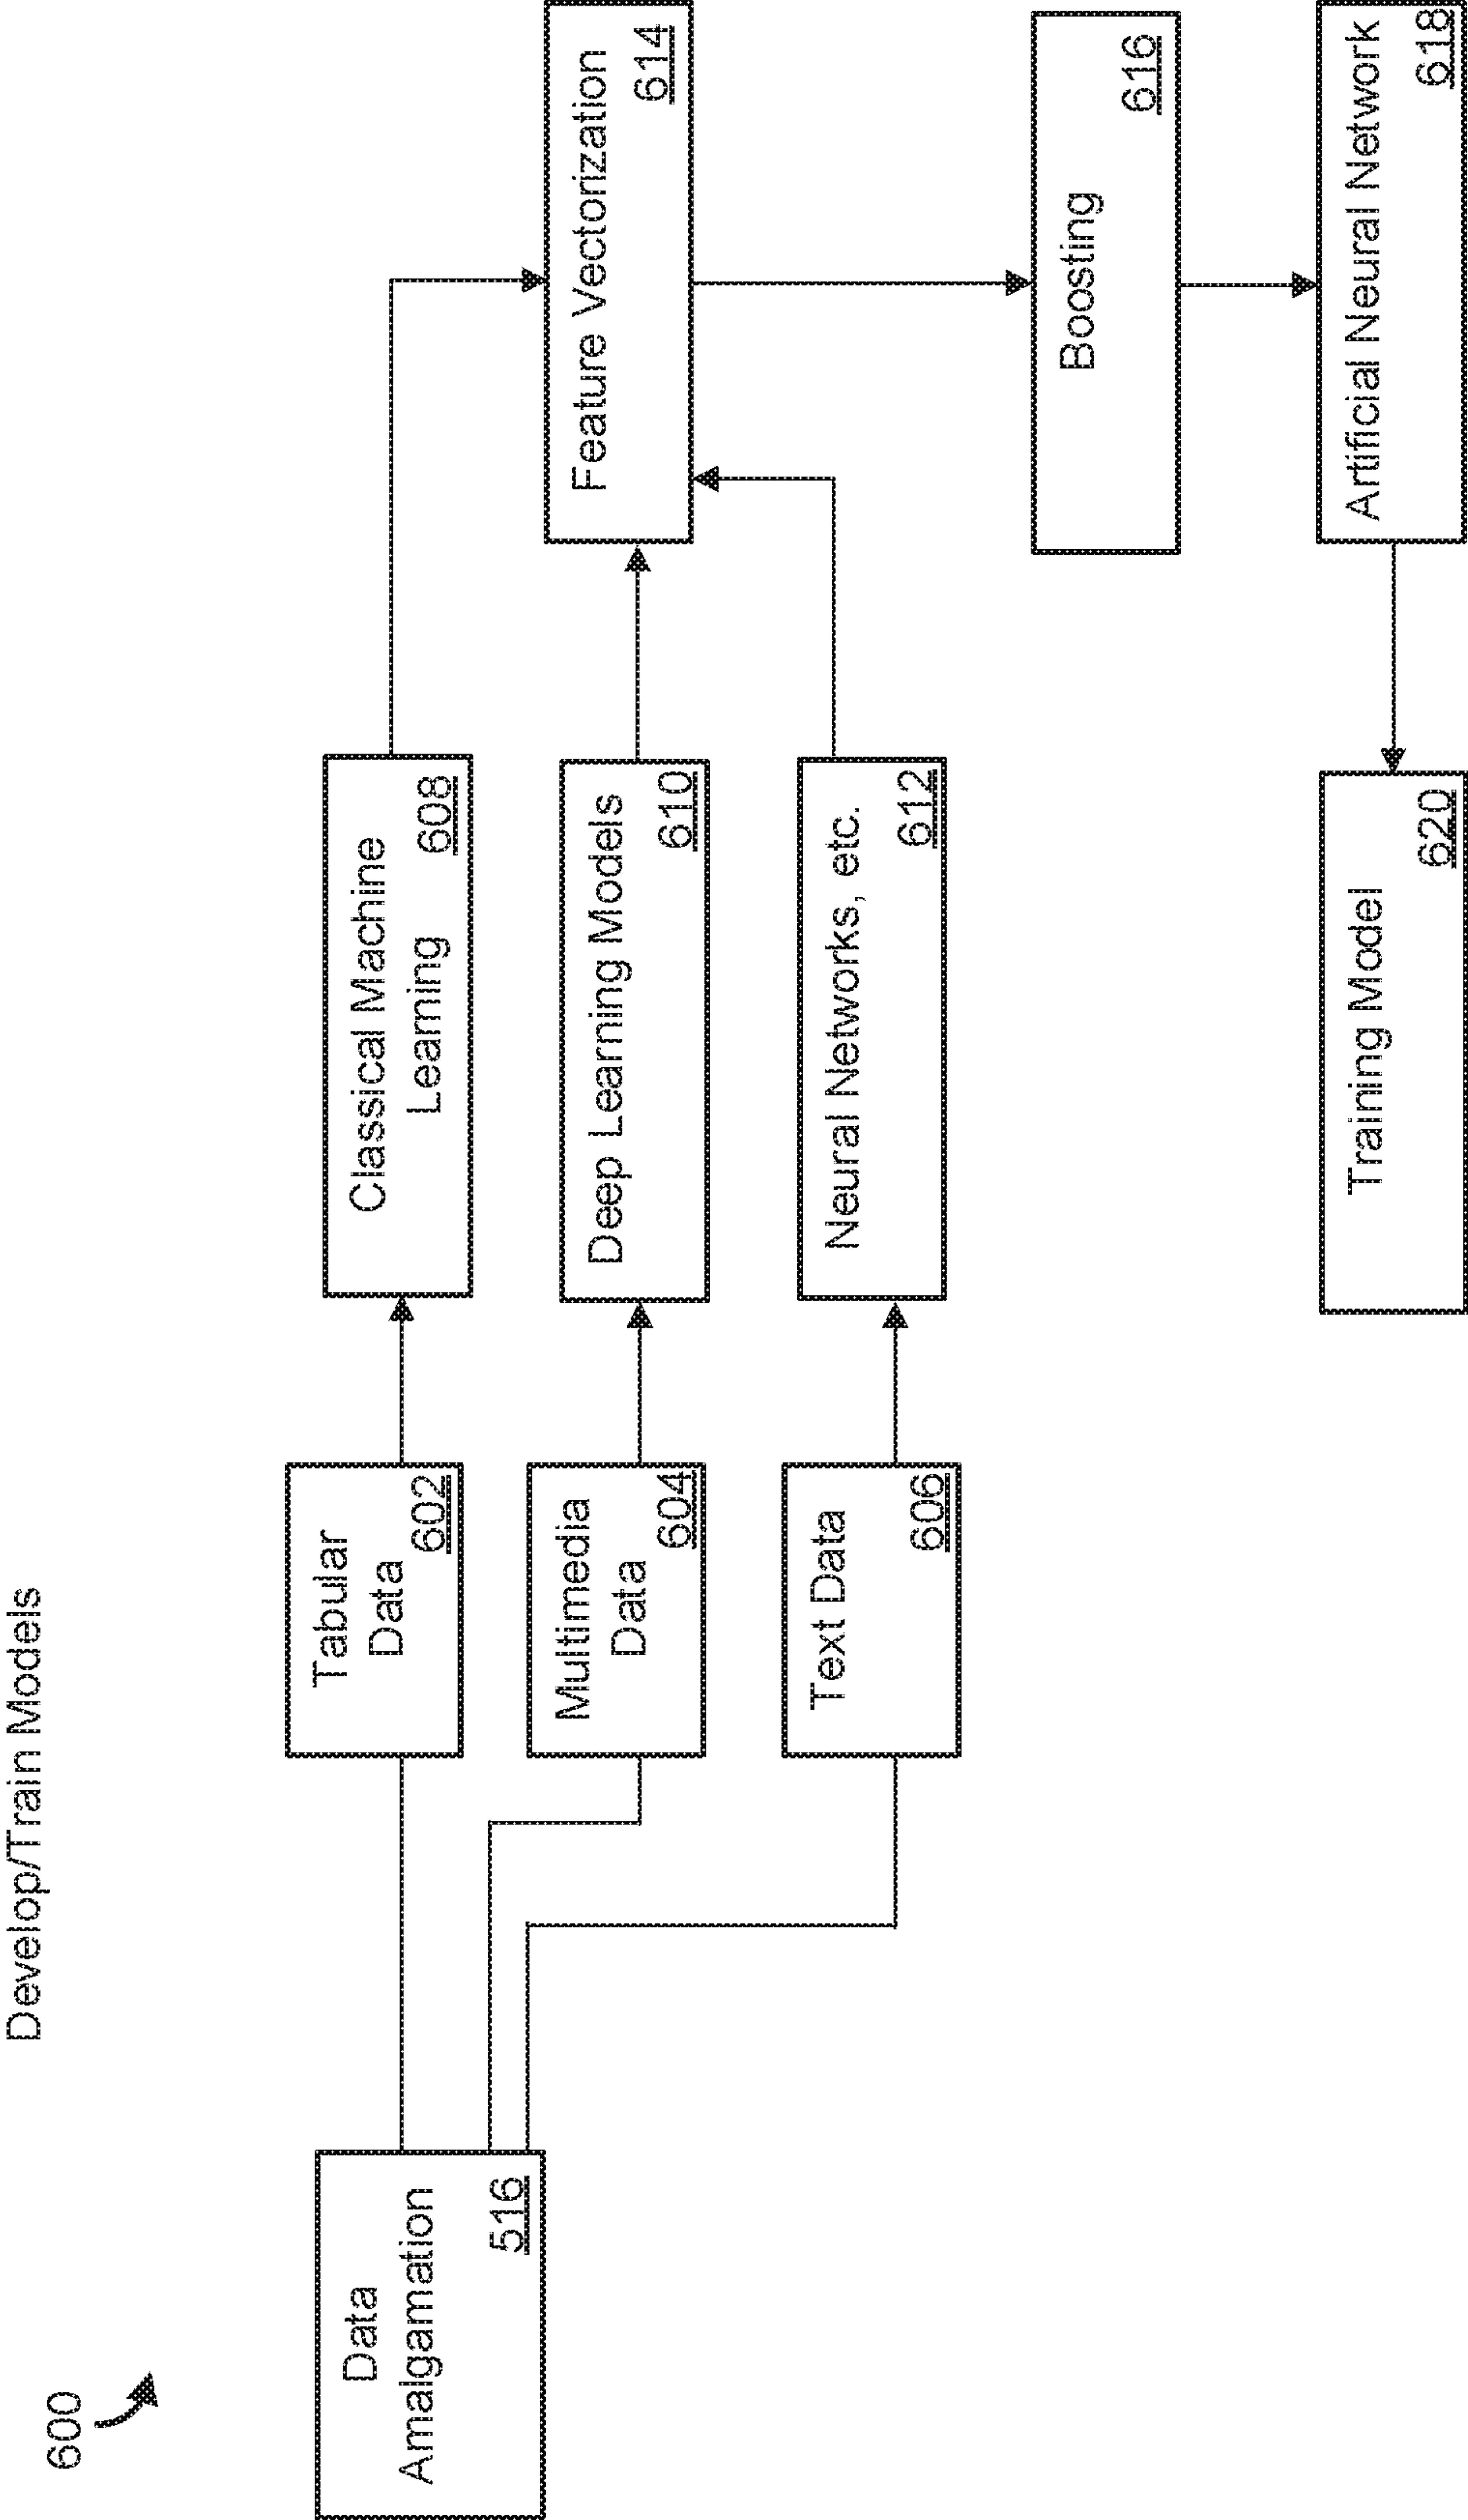 Develop/Train Models
600
Data
Amalgamation
516
Tabular
Data
602
Multimedia
Data
604
Text Data
606
Classical Machine
Learning
608
Deep Learning Models
610
Neural Networks, etc.
612
Feature Vectorization
614
Boosting
616
Artificial Neural Network
618
Training Model
620